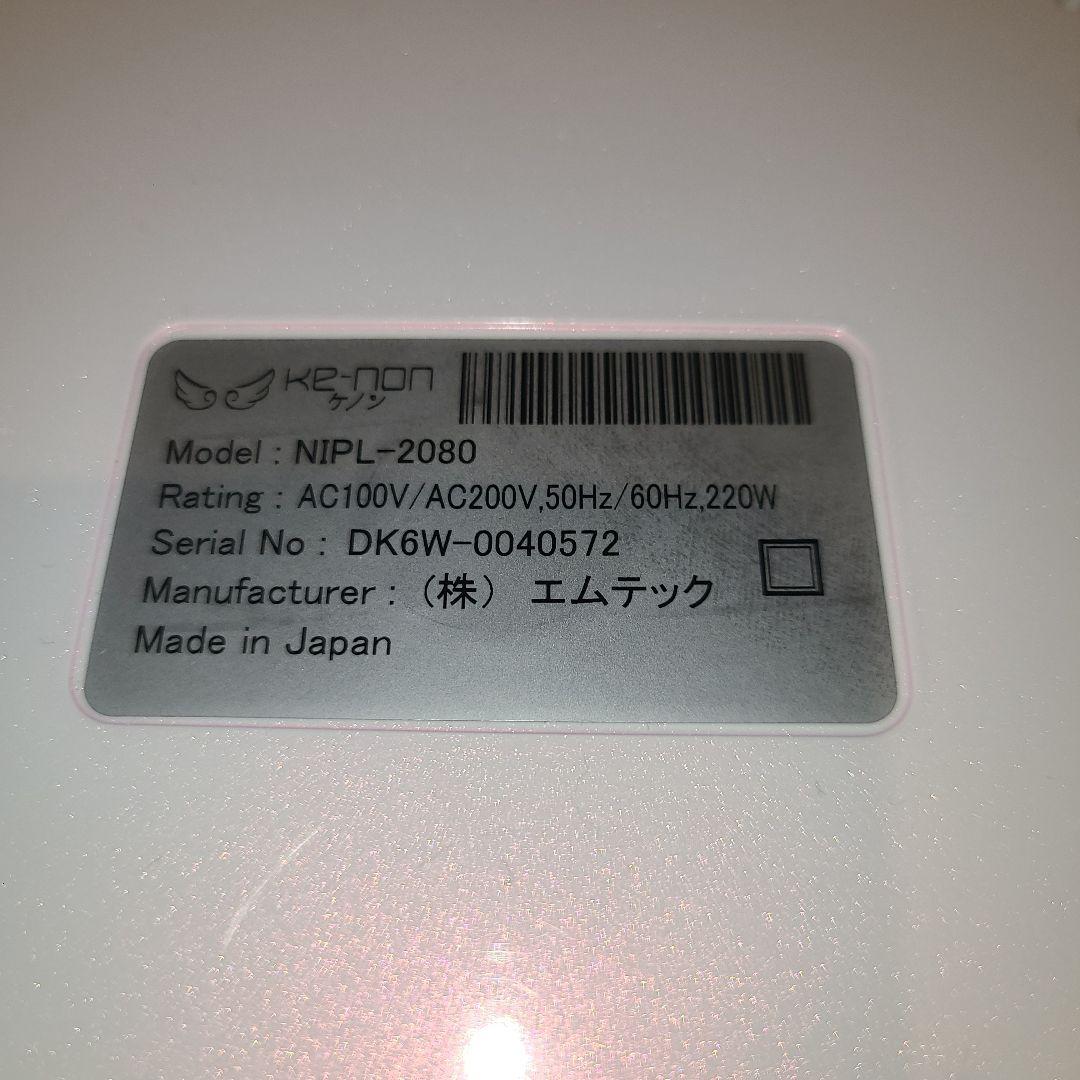 Ke-non
ケノン
Model : NIPL-2080
Rating : AC100V/AC200V,50Hz/60Hz,220W
Serial No : DK6W-0040572
Manufacturer : (株) エムテック
Made in Japan